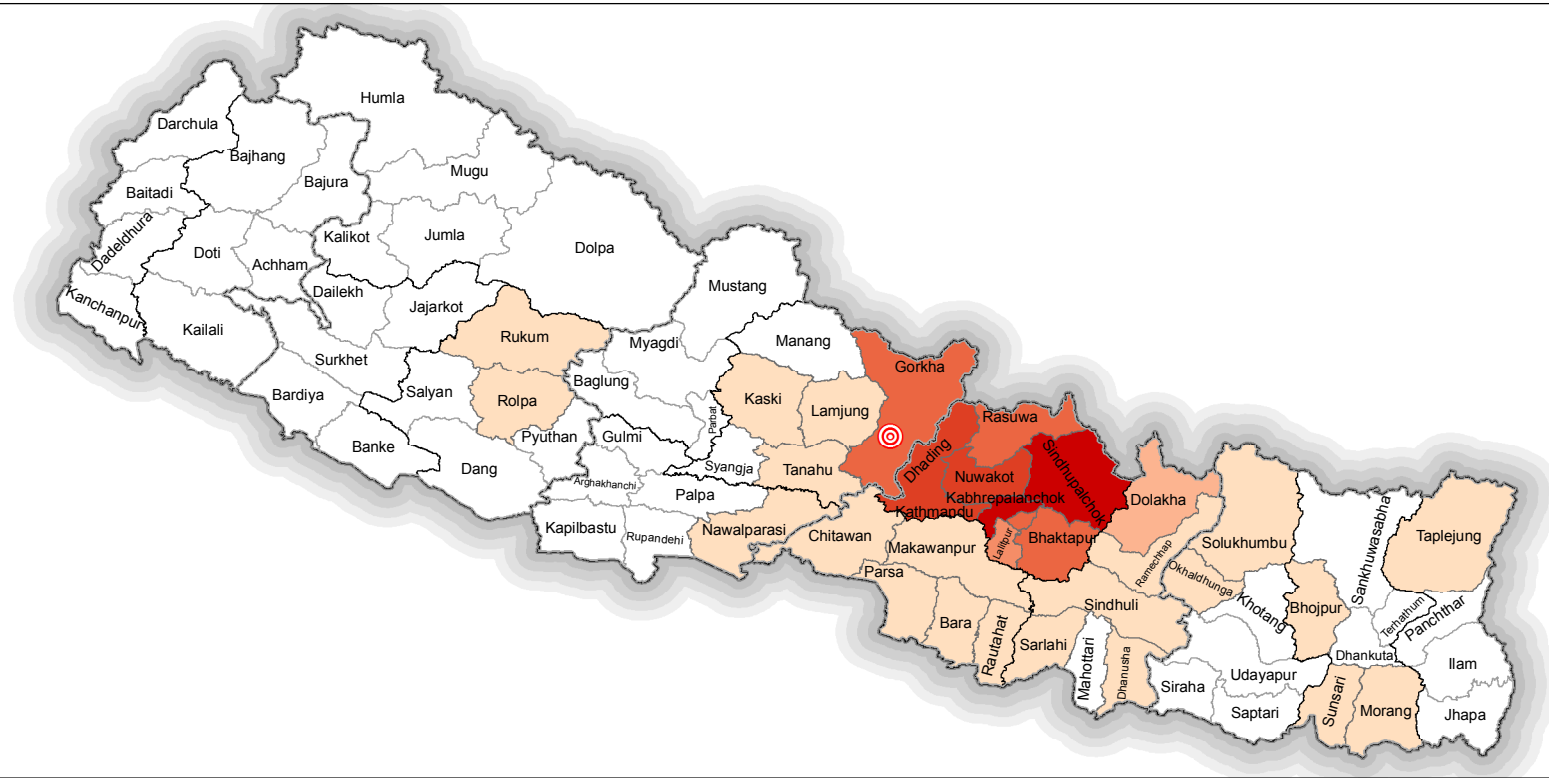 Humla
Darchula
Bajhang
Mugu
Bajura
Baitadi
Dadeldhura
Doti
Achham
Kalikot
Jumla
Dolpa
Mustang
Kanchanpur
Kailali
Dailekh
Jajarkot
Rukum
Myagdi
Manang
Gorkha
Surkhet
Salyan
Rolpa
Baglung
Parbat
Kaski
Lamjung
Rasuwa
Bardiya
Banke
Dang
Pyuthan
Gulmi
Syangja
Tanahu
Dhading
Nuwakot
Sindhupalchok
Kabhrepalanchok
Kathmandu
Dolakha
Arghakhanchi
Palpa
Kapilbastu
Rupandehi
Nawalparasi
Chitawan
Makawanpur
Lalitpur
Bhaktapur
Ramechhap
Solukhumbu
Okhaldhunga
Sankhuwasabha
Taplejung
Parsa
Bara
Rautahat
Sarlahi
Sindhuli
Mahottari
Dhanusha
Khotang
Bhojpur
Terhathum
Panchthar
Dhankuta
Ilam
Siraha
Udayapur
Saptari
Sunsari
Morang
Jhapa